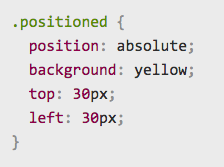 .positioned {
  position: absolute;
  background: yellow;
  top: 30px;
  left: 30px;
}